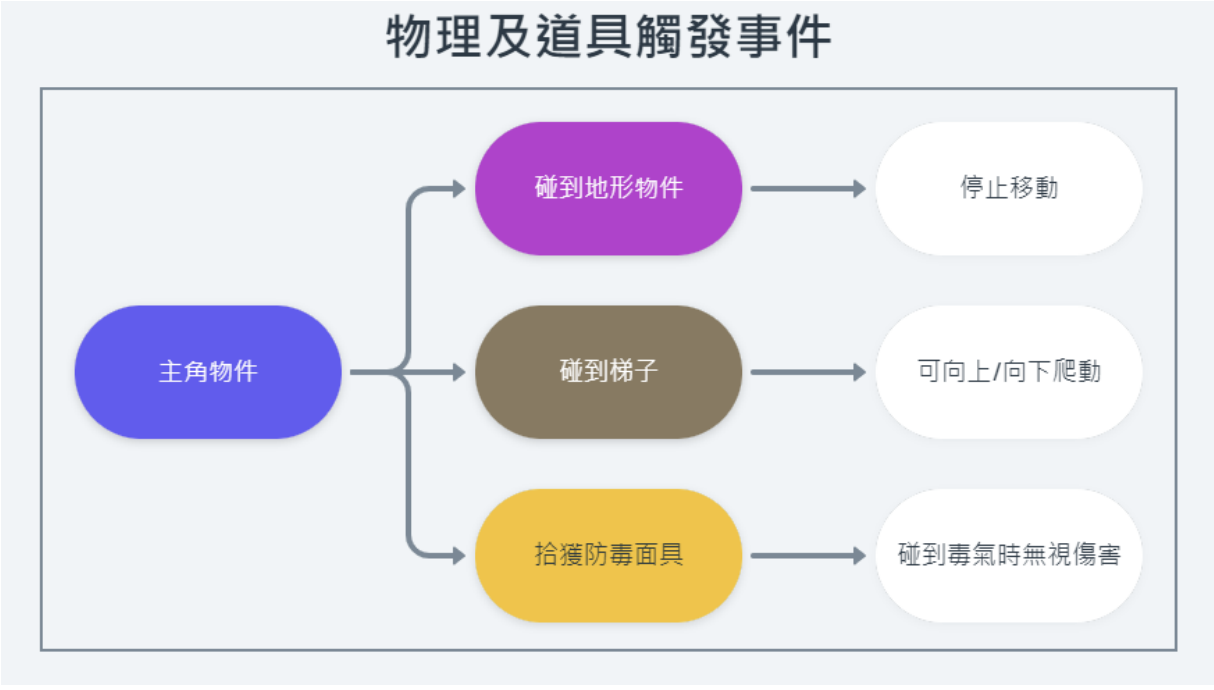 物理及道具觸發事件
碰到地形物件
停止移動
主角物件
碰到梯子
可向上/向下爬動
拾獲防毒面具
碰到毒氣時無視傷害